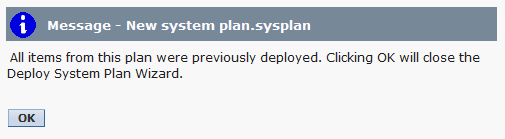 Message - New system plan.sysplan
All items from this plan were previously deployed. Clicking OK will close the
Deploy System Plan Wizard.
OK